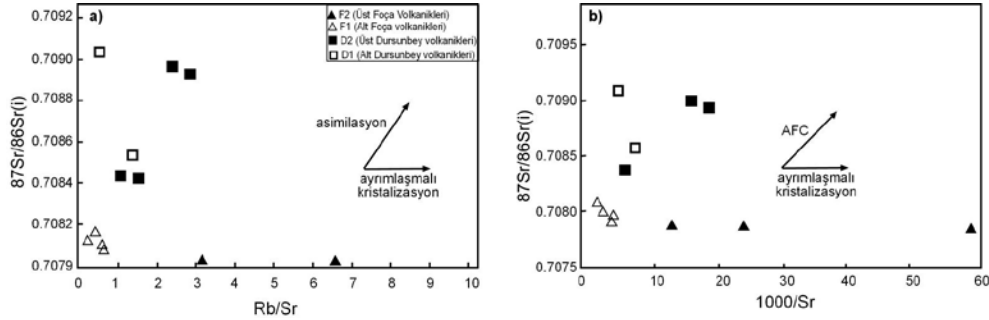 a)
87Sr/86Sr(i)
0.7092
0.7090
0.7088
0.7086
0.7084
0.7082
0.7079
0 1 2 3 4 5 6 7 8 9 10
Rb/Sr
F2 (Üst Foça Volkanikleri)
F1 (Alt Foça volkanikleri)
D2 (Üst Dursunbey volkanikleri)
D1 (Alt Dursunbey volkanikleri)
asimilasyon
ayrımlaşmalı
kristalizasyon
b)
87Sr/86Sr(i)
0.7095
0.7090
0.7085
0.7080
0.7075
0 10 20 30 40 50 60
1000/Sr
AFC
ayrımlaşmalı
kristalizasyon